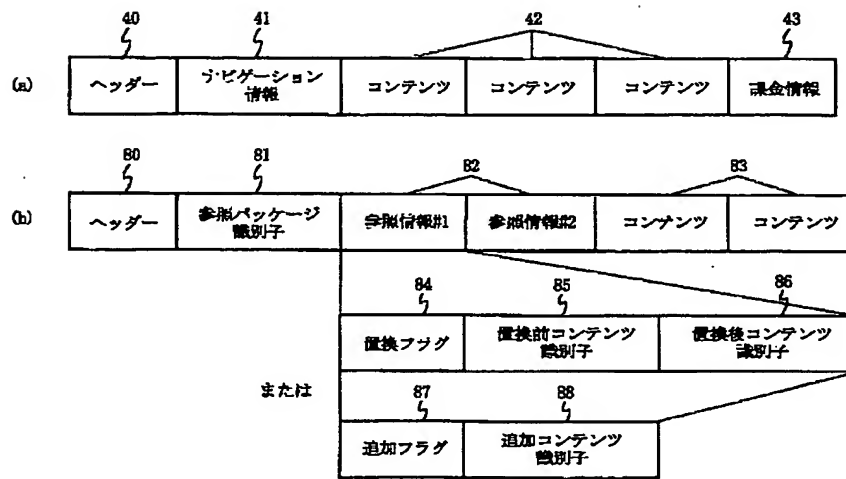 40 41 42 43
(a) ヘッダー ナビゲーション 情報 コンテンツ コンテンツ コンテンツ 課金情報
80 81 82 83
(b) ヘッダー 参照パッケージ 識別子 参照情報#1 参照情報#2 コンテンツ コンテンツ
84 85 86
置換フラグ 置換前コンテンツ 識別子 置換後コンテンツ 識別子
または
87 88
追加フラグ 追加コンテンツ 識別子